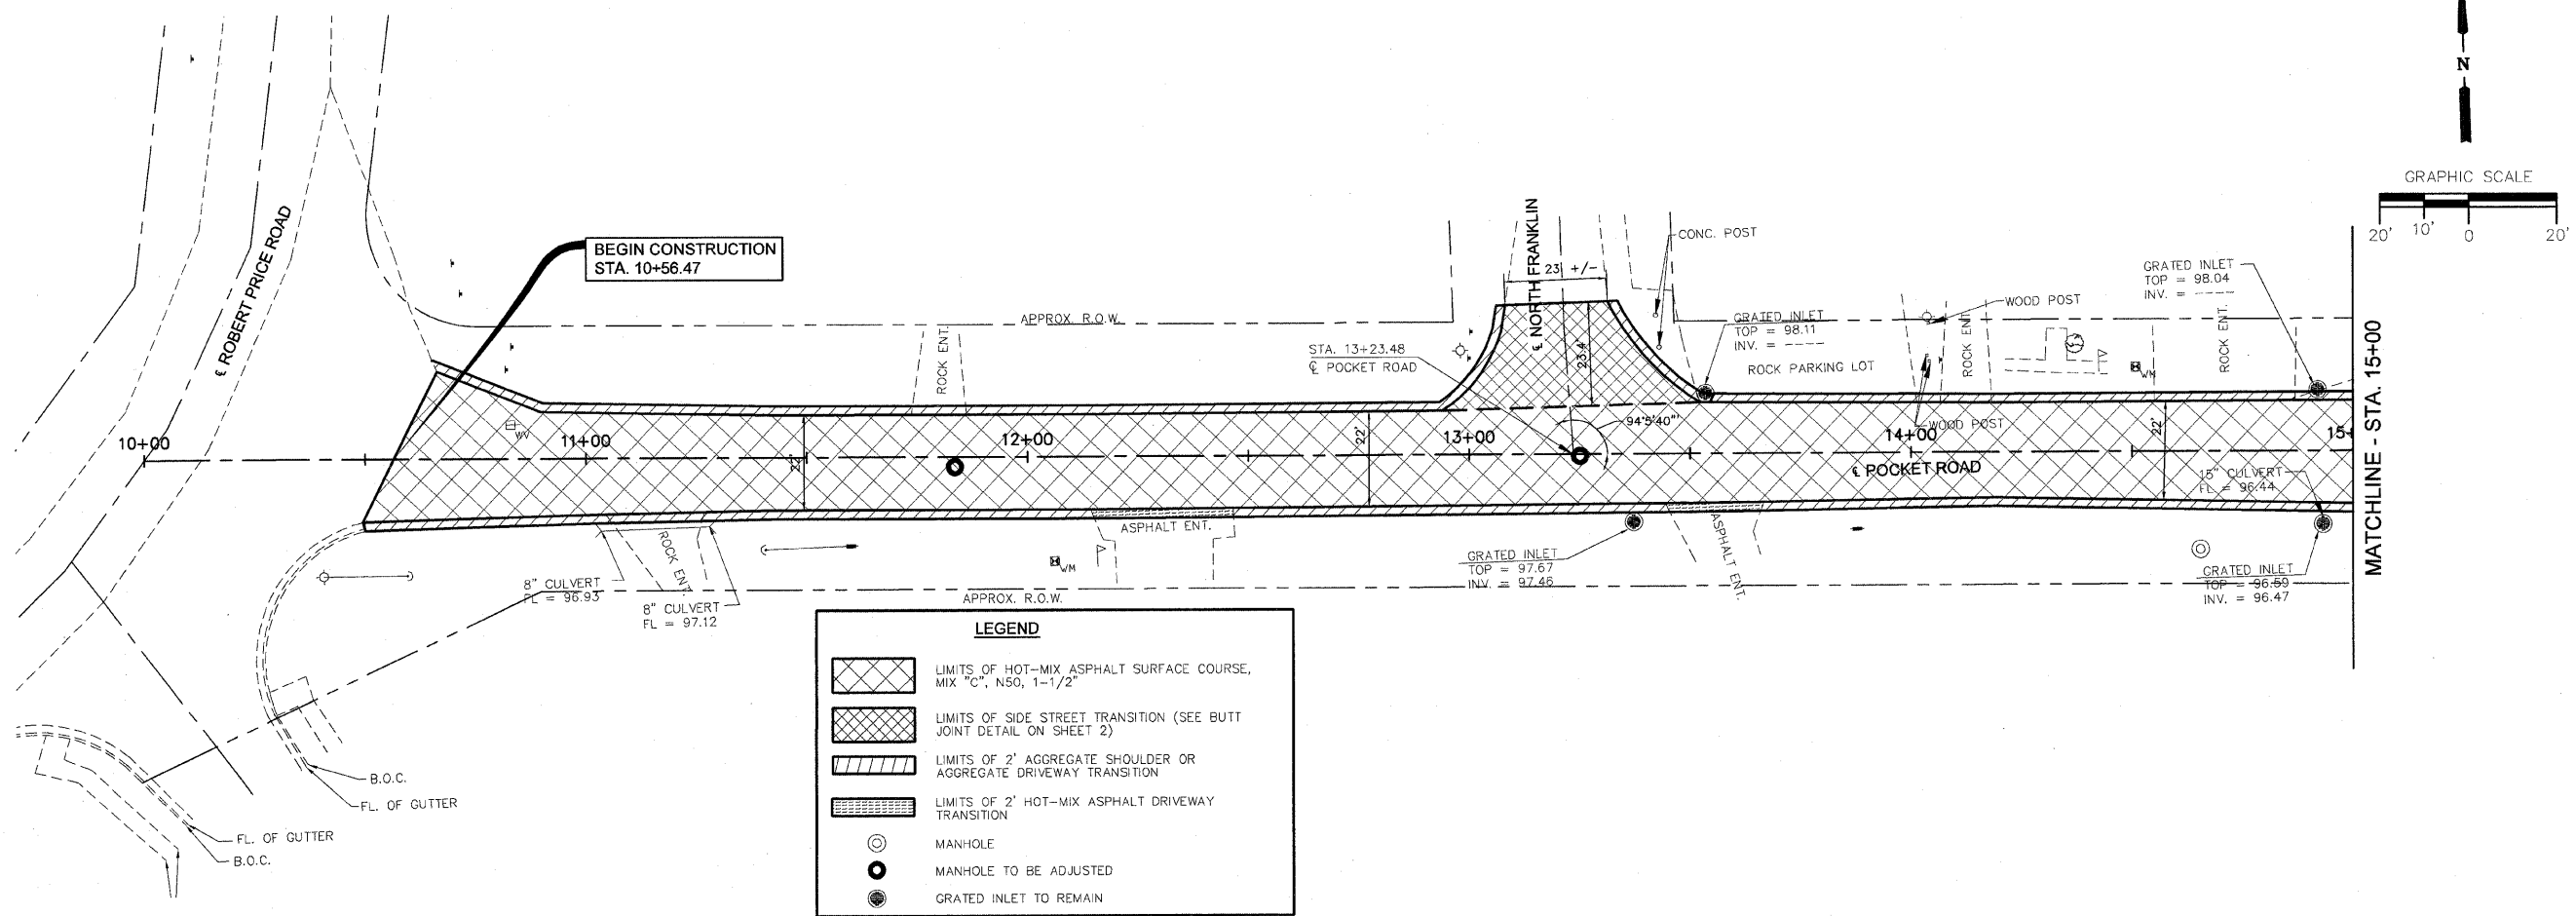 N
GRAPHIC SCALE
20' 10' 0 20'
℄ ROBERT PRICE ROAD
BEGIN CONSTRUCTION
STA. 10+56.47
APPROX. R.O.W.
ROCK ENT.
℄ NORTH FRANKLIN
23 +/-
23.4'
CONC. POST
STA. 13+23.48
℄ POCKET ROAD
GRATED INLET
TOP = 98.11
INV. = ----
ROCK PARKING LOT
WOOD POST
ROCK ENT.
WM
ROCK ENT.
GRATED INLET
TOP = 98.04
INV. = ----
MATCHLINE - STA. 15+00
10+00
WV
11+00
22'
12+00
22'
13+00
94°5'40"
14+00
WOOD POST
℄ POCKET ROAD
22'
15+
15" CULVERT
FL = 96.44
8" CULVERT
FL = 96.93
ROCK ENT.
8" CULVERT
FL = 97.12
WM
ASPHALT ENT.
APPROX. R.O.W.
GRATED INLET
TOP = 97.67
INV. = 97.46
ASPHALT ENT.
GRATED INLET
TOP = 96.59
INV. = 96.47
B.O.C.
FL. OF GUTTER
FL. OF GUTTER
B.O.C.
LEGEND
LIMITS OF HOT-MIX ASPHALT SURFACE COURSE,
MIX "C", N50, 1-1/2"
LIMITS OF SIDE STREET TRANSITION (SEE BUTT
JOINT DETAIL ON SHEET 2)
LIMITS OF 2' AGGREGATE SHOULDER OR
AGGREGATE DRIVEWAY TRANSITION
LIMITS OF 2' HOT-MIX ASPHALT DRIVEWAY
TRANSITION
MANHOLE
MANHOLE TO BE ADJUSTED
GRATED INLET TO REMAIN